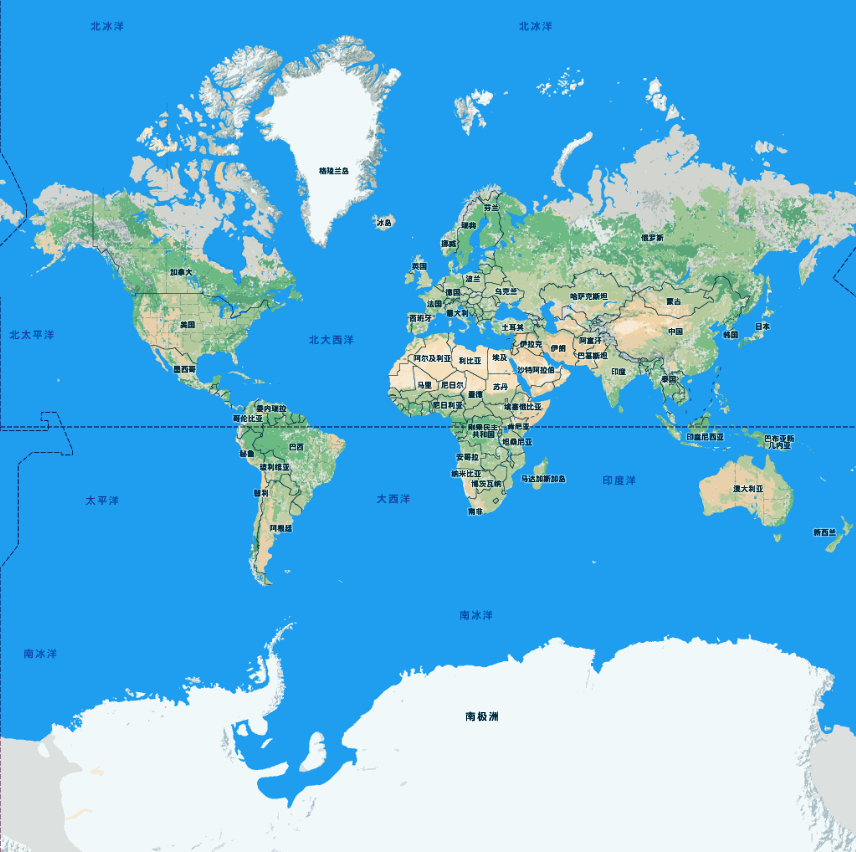 北冰洋
北冰洋
格陵兰岛
冰岛
芬兰
瑞典
挪威
俄罗斯
英国
加拿大
波兰
德国
乌克兰
哈萨克斯坦
蒙古
法国
意大利
西班牙
美国
土耳其
中国
韩国
日本
北太平洋
北大西洋
伊拉克
伊朗
阿富汗
巴基斯坦
阿尔及利亚
利比亚
埃及
沙特阿拉伯
印度
墨西哥
马里
尼日尔
苏丹
泰国
乍得
尼日利亚
埃塞俄比亚
委内瑞拉
哥伦比亚
刚果民主
共和国
肯尼亚
坦桑尼亚
印度尼西亚
巴布亚新
几内亚
秘鲁
巴西
玻利维亚
安哥拉
纳米比亚
博茨瓦纳
马达加斯加岛
印度洋
澳大利亚
智利
太平洋
大西洋
南非
阿根廷
新西兰
南冰洋
南冰洋
南极洲